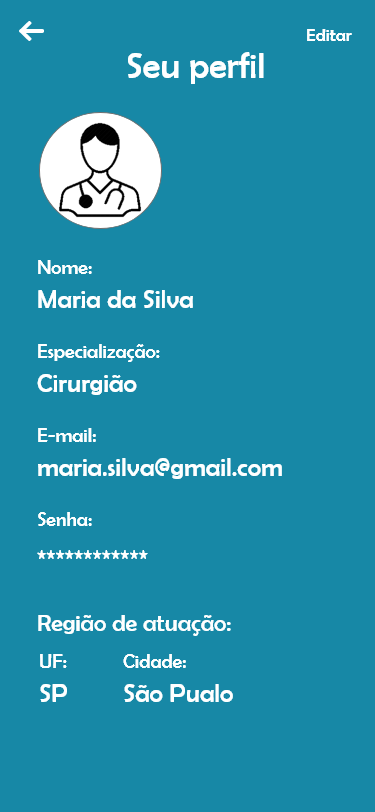 Editar
Seu perfil
Nome:
Maria da Silva
Especialização:
Cirurgião
E-mail:
maria.silva@gmail.com
Senha:
************
Região de atuação:
UF: Cidade:
SP São Pualo